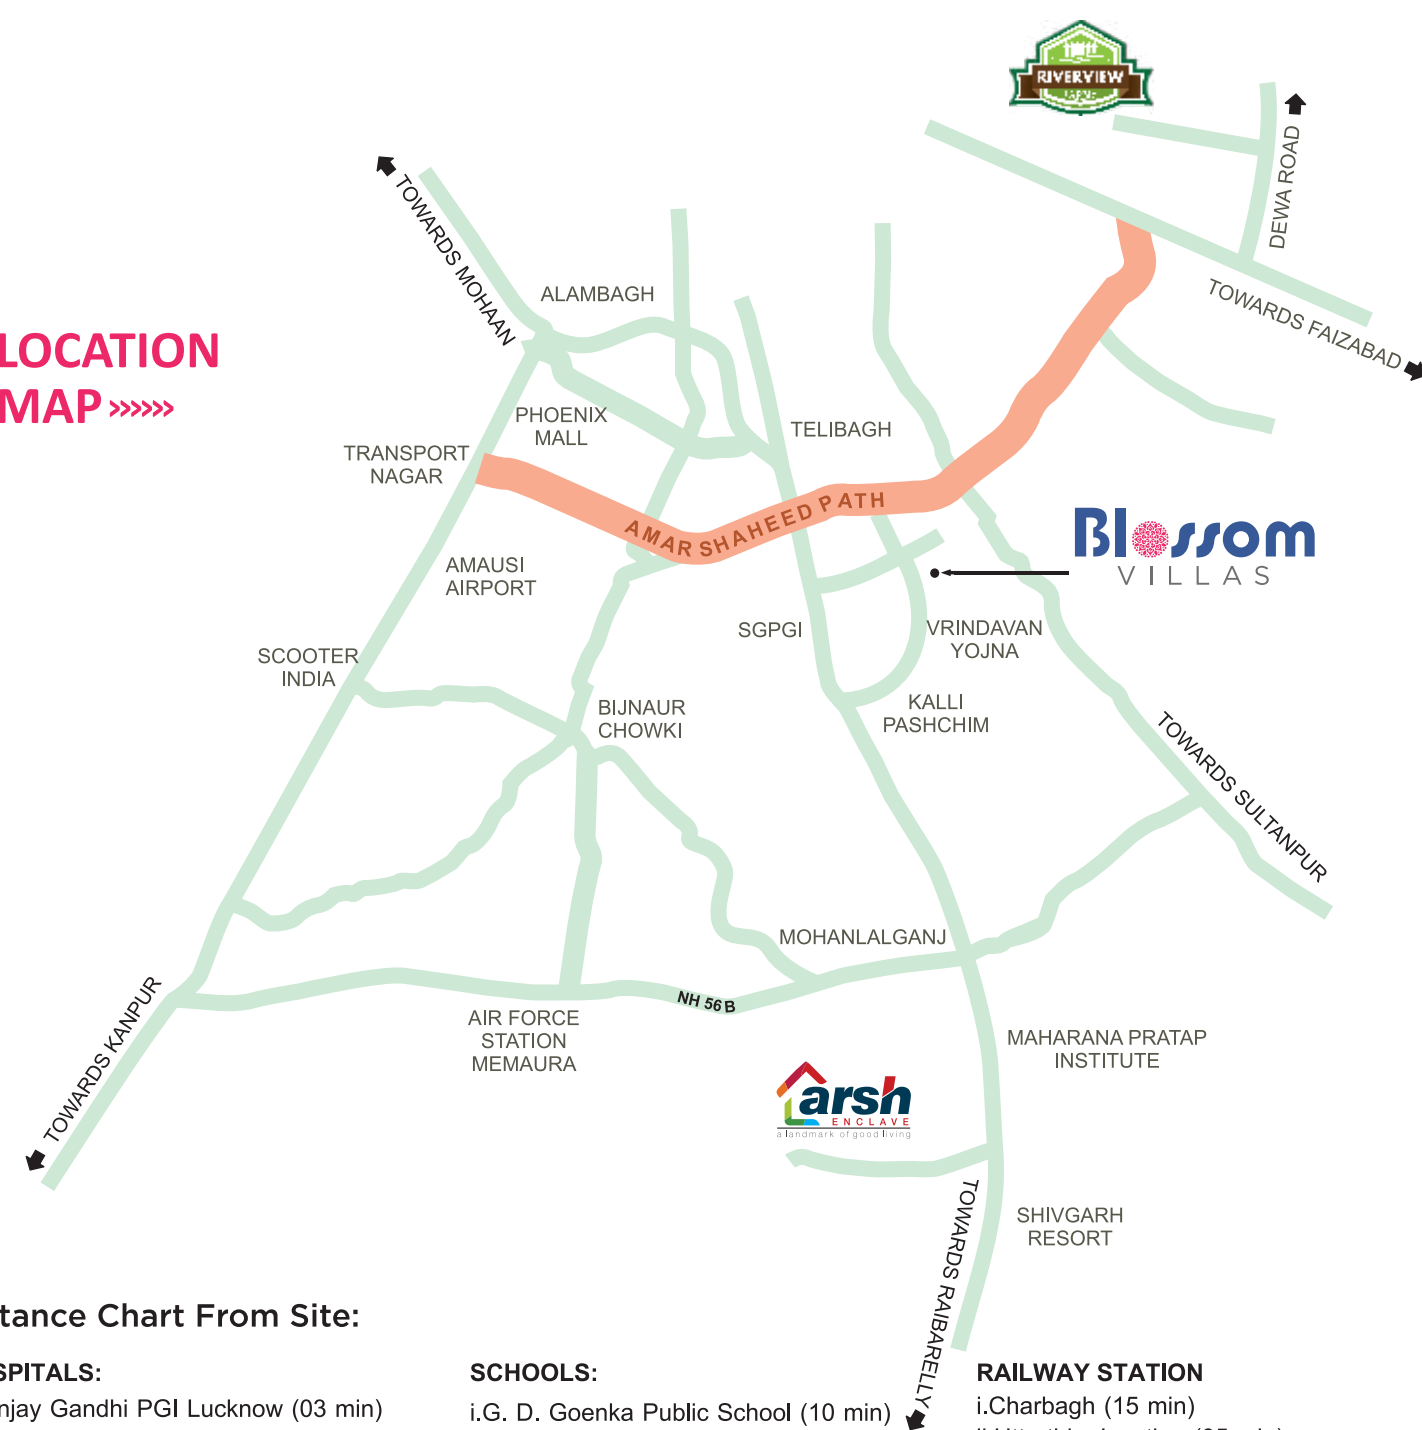 RIVERVIEW
DEWA ROAD
TOWARDS MOHAAN
ALAMBAGH
TOWARDS FAIZABAD
LOCATION
MAP »»»
PHOENIX
MALL
TELIBAGH
TRANSPORT
NAGAR
AMAR SHAHEED PATH
Blossom
VILLAS
AMAUSI
AIRPORT
SGPGI
VRINDAVAN
YOJNA
SCOOTER
INDIA
BIJNAUR
CHOWKI
KALLI
PASHCHIM
TOWARDS SULTANPUR
MOHANLALGANJ
NH 56B
TOWARDS KANPUR
AIR FORCE
STATION
MEMAURA
MAHARANA PRATAP
INSTITUTE
arsh
ENCLAVE
a landmark of good living
TOWARDS RAIBARELLY
SHIVGARH
RESORT
tance Chart From Site:
SPITALS:
njay Gandhi PGI Lucknow (03 min)
SCHOOLS:
i.G. D. Goenka Public School (10 min)
RAILWAY STATION
i.Charbagh (15 min)